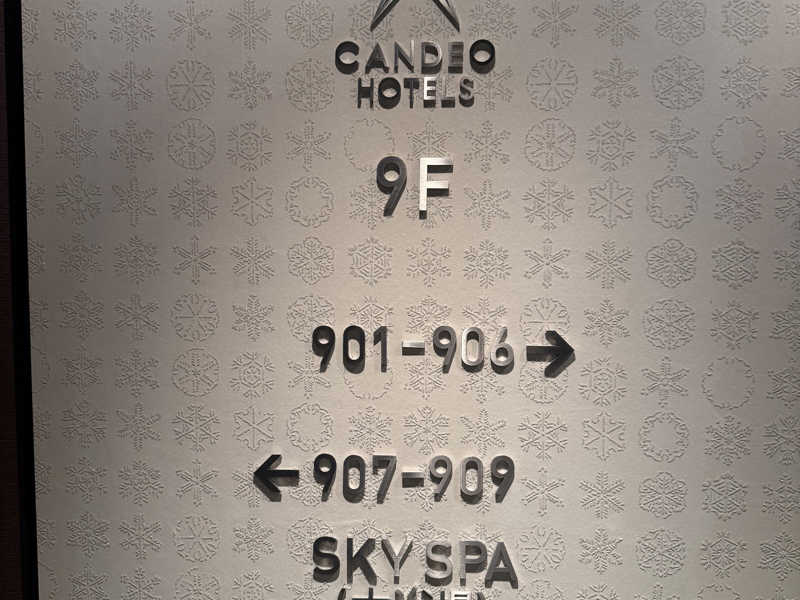 CANDEO
HOTELS
9F
901-906→
←907-909
SKY SPA